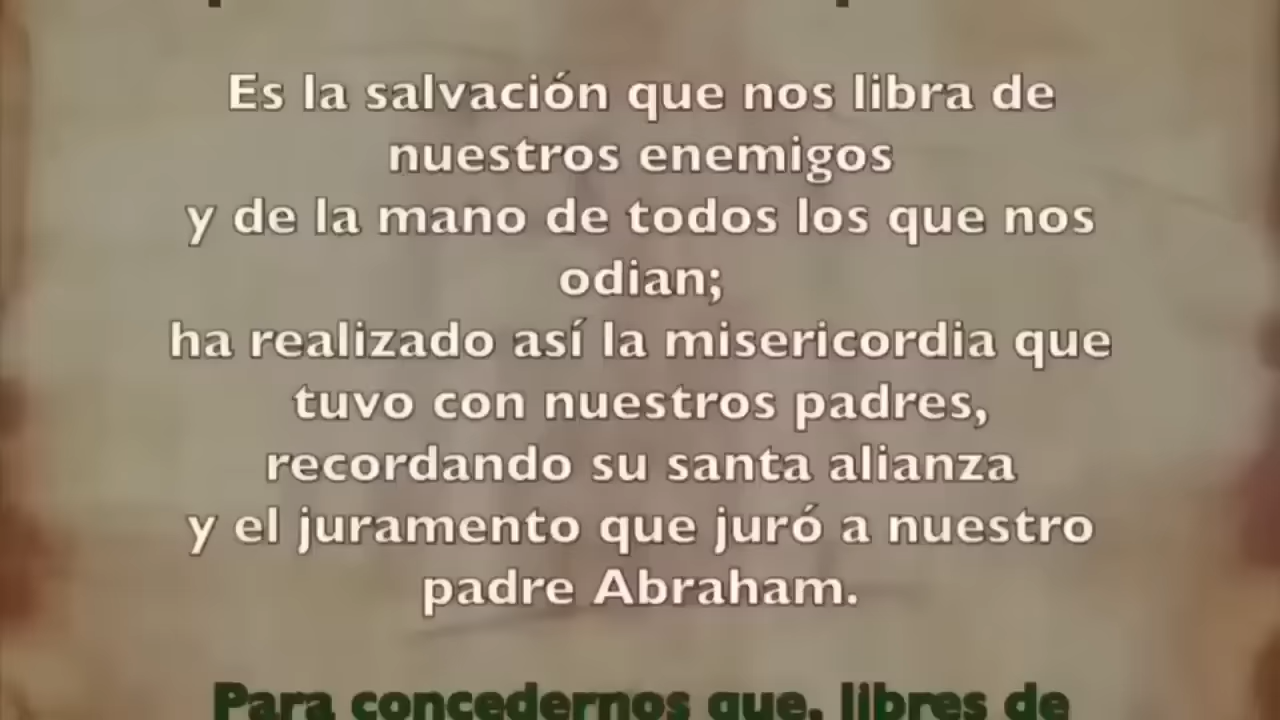 Es la salvación que nos libra de
nuestros enemigos
y de la mano de todos los que nos
odian;
ha realizado así la misericordia que
tuvo con nuestros padres,
recordando su santa alianza
y el juramento que juró a nuestro
padre Abraham.
Para concedernos que, libres de